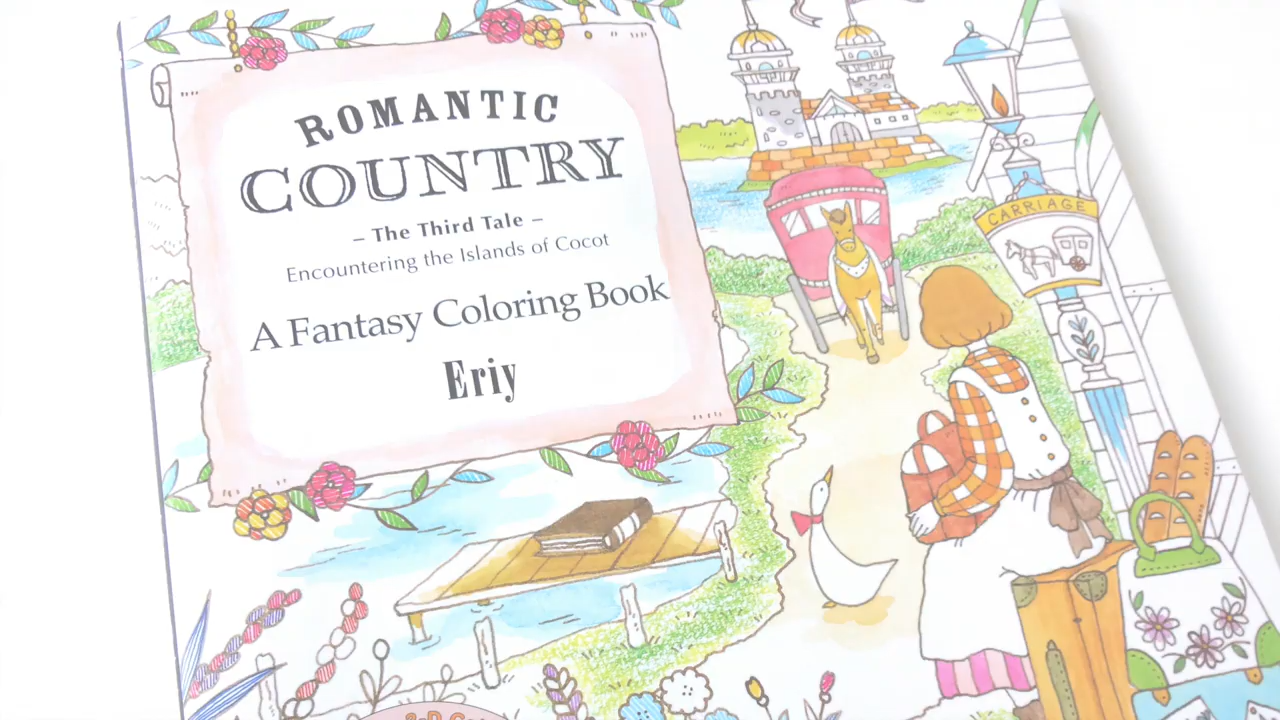 ROMANTIC
COUNTRY
– The Third Tale –
Encountering the Islands of Cocot
A Fantasy Coloring Book
Eriy
CARRIAGE